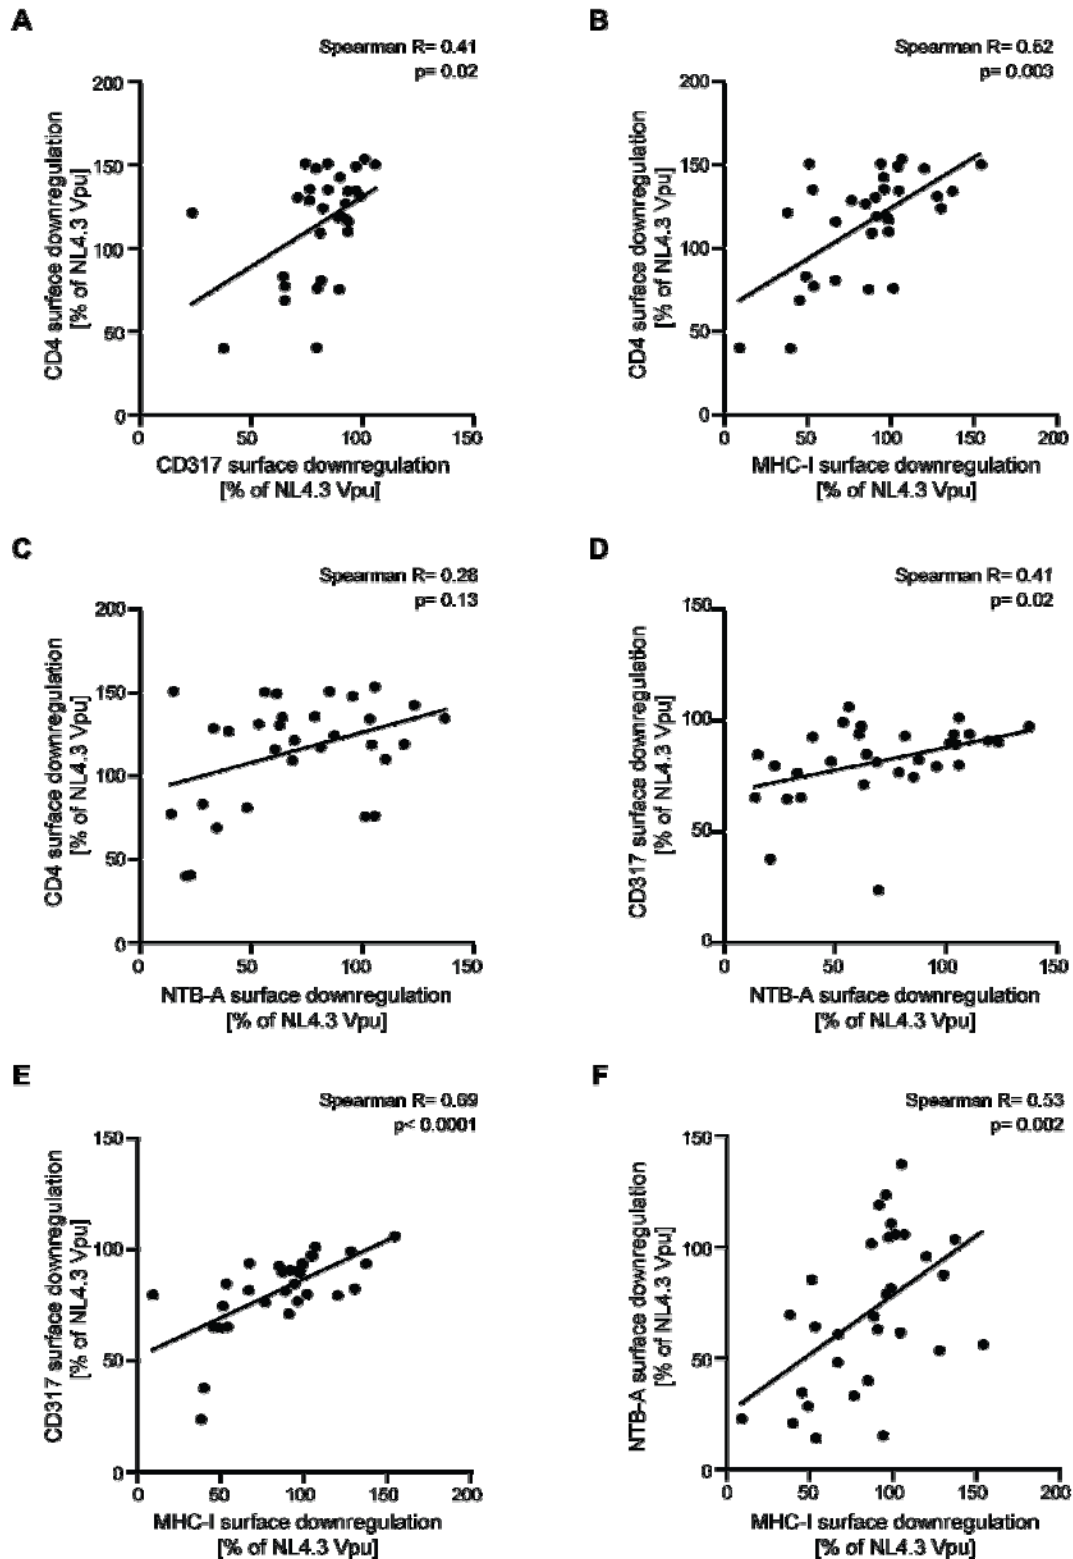 A
Spearman R= 0.41
p= 0.02
CD4 surface downregulation
[% of NL4.3 Vpu]
200
150
100
50
0
0 50 100 150
CD317 surface downregulation
[% of NL4.3 Vpu]
B
Spearman R= 0.52
p= 0.003
CD4 surface downregulation
[% of NL4.3 Vpu]
200
150
100
50
0
0 50 100 150 200
MHC-I surface downregulation
[% of NL4.3 Vpu]
C
Spearman R= 0.28
p= 0.13
CD4 surface downregulation
[% of NL4.3 Vpu]
200
150
100
50
0
0 50 100 150
NTB-A surface downregulation
[% of NL4.3 Vpu]
D
Spearman R= 0.41
p= 0.02
CD317 surface downregulation
[% of NL4.3 Vpu]
150
100
50
0
0 50 100 150
NTB-A surface downregulation
[% of NL4.3 Vpu]
E
Spearman R= 0.69
p< 0.0001
CD317 surface downregulation
[% of NL4.3 Vpu]
150
100
50
0
0 50 100 150 200
MHC-I surface downregulation
[% of NL4.3 Vpu]
F
Spearman R= 0.53
p= 0.002
NTB-A surface downregulation
[% of NL4.3 Vpu]
150
100
50
0
0 50 100 150 200
MHC-I surface downregulation
[% of NL4.3 Vpu]